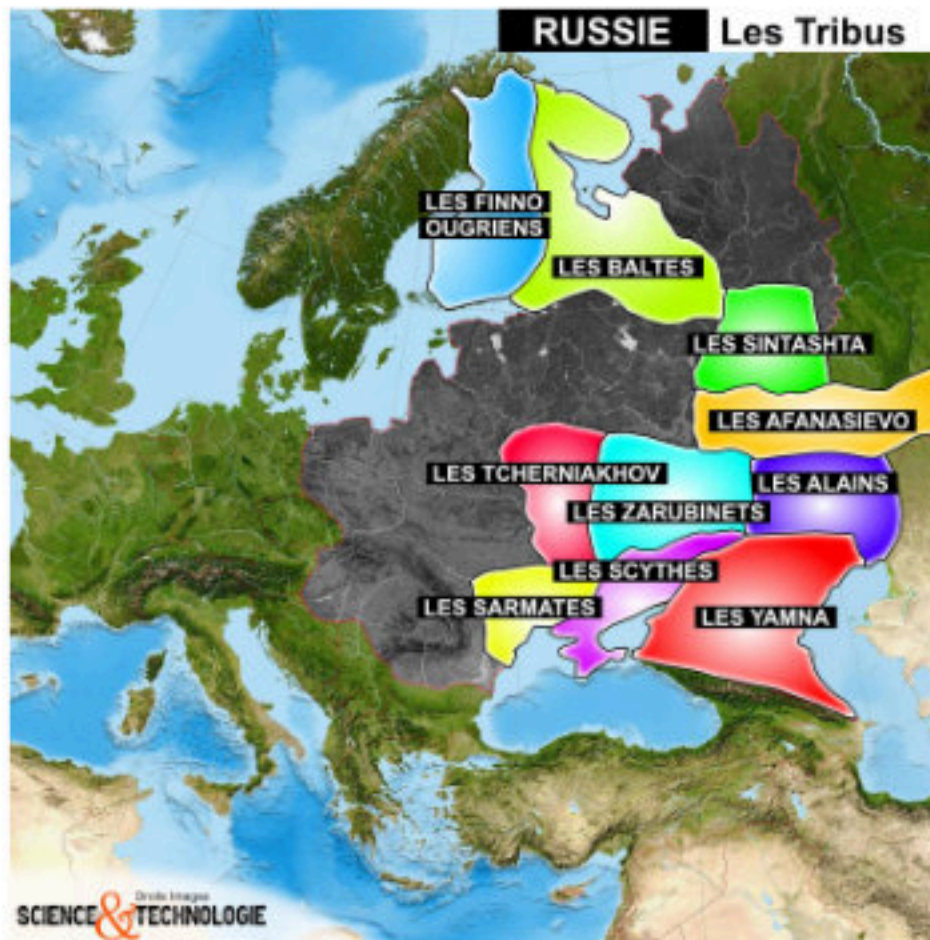 RUSSIE Les Tribus
LES FINNO
OUGRIENS
LES BALTES
LES SINTASHTA
LES AFANASIEVO
LES TCHERNIAKHOV
LES ALAINS
LES ZARUBINETS
LES SCYTHES
LES SARMATES
LES YAMNA
Droits Images
SCIENCE&TECHNOLOGIE